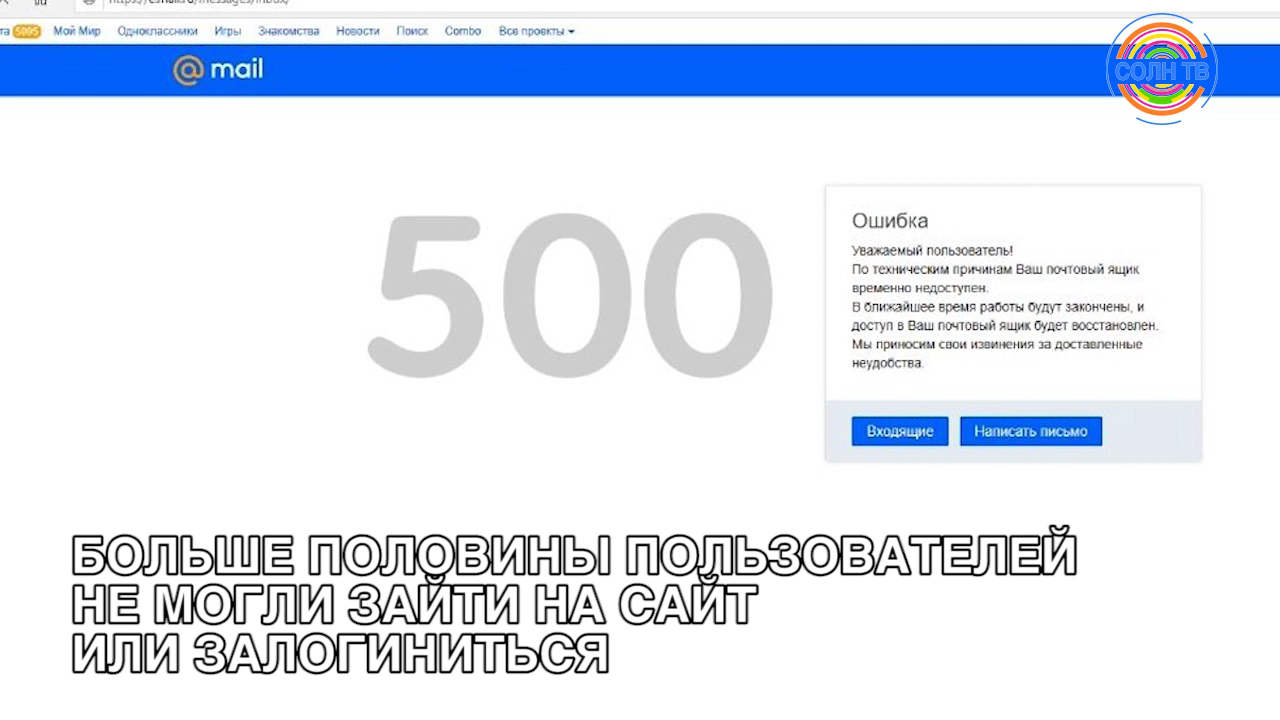 5095 Мой Мир Одноклассники Игры Знакомства Новости Поиск Combo Все проекты
@mail
СОЛН ТВ
500
Ошибка
Уважаемый пользователь!
По техническим причинам Ваш почтовый ящик
временно недоступен.
В ближайшее время работы будут закончены, и
доступ в Ваш почтовый ящик будет восстановлен.
Мы приносим свои извинения за доставленные
неудобства.
Входящие Написать письмо
БОЛЬШЕ ПОЛОВИНЫ ПОЛЬЗОВАТЕЛЕЙ
НЕ МОГЛИ ЗАЙТИ НА САЙТ
ИЛИ ЗАЛОГИНИТЬСЯ